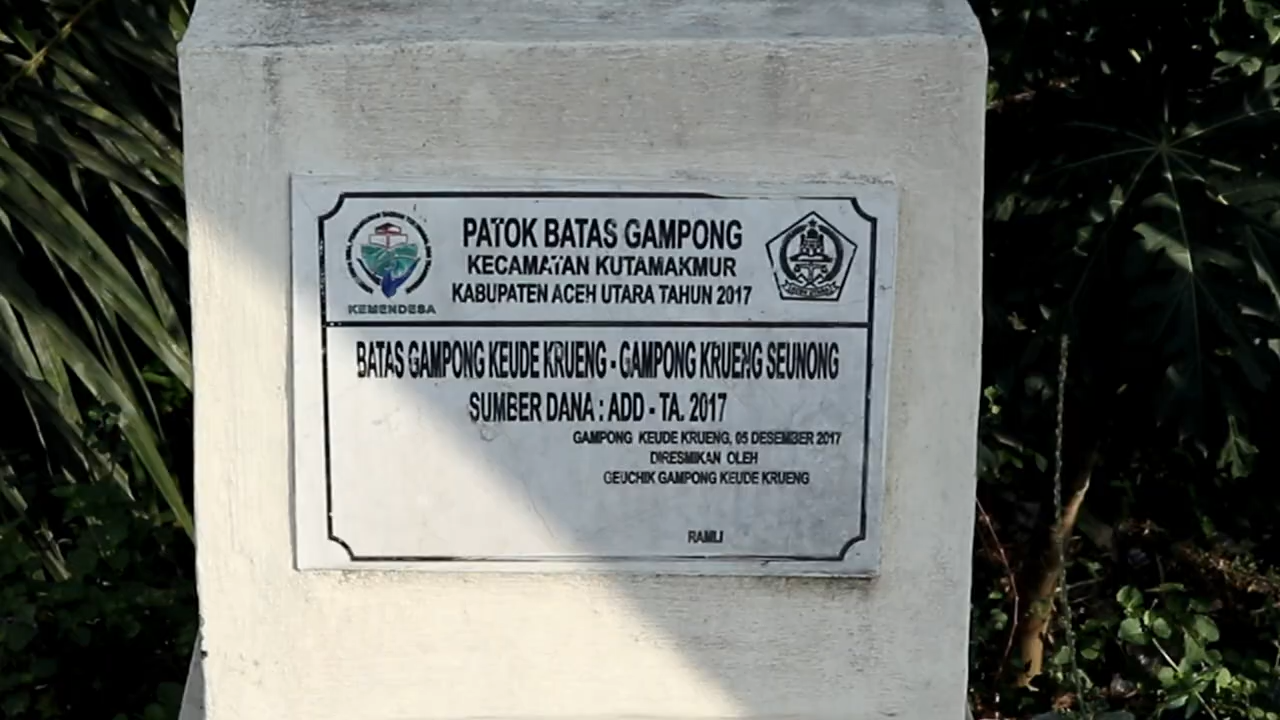 PATOK BATAS GAMPONG
KECAMATAN KUTAMAKMUR
KABUPATEN ACEH UTARA TAHUN 2017
KEMENDESA
BATAS GAMPONG KEUDE KRUENG - GAMPONG KRUENG SEUNONG
SUMBER DANA : ADD - TA. 2017
GAMPONG KEUDE KRUENG, 05 DESEMBER 2017
DIRESMIKAN OLEH
GEUCHIK GAMPONG KEUDE KRUENG
RAMLI